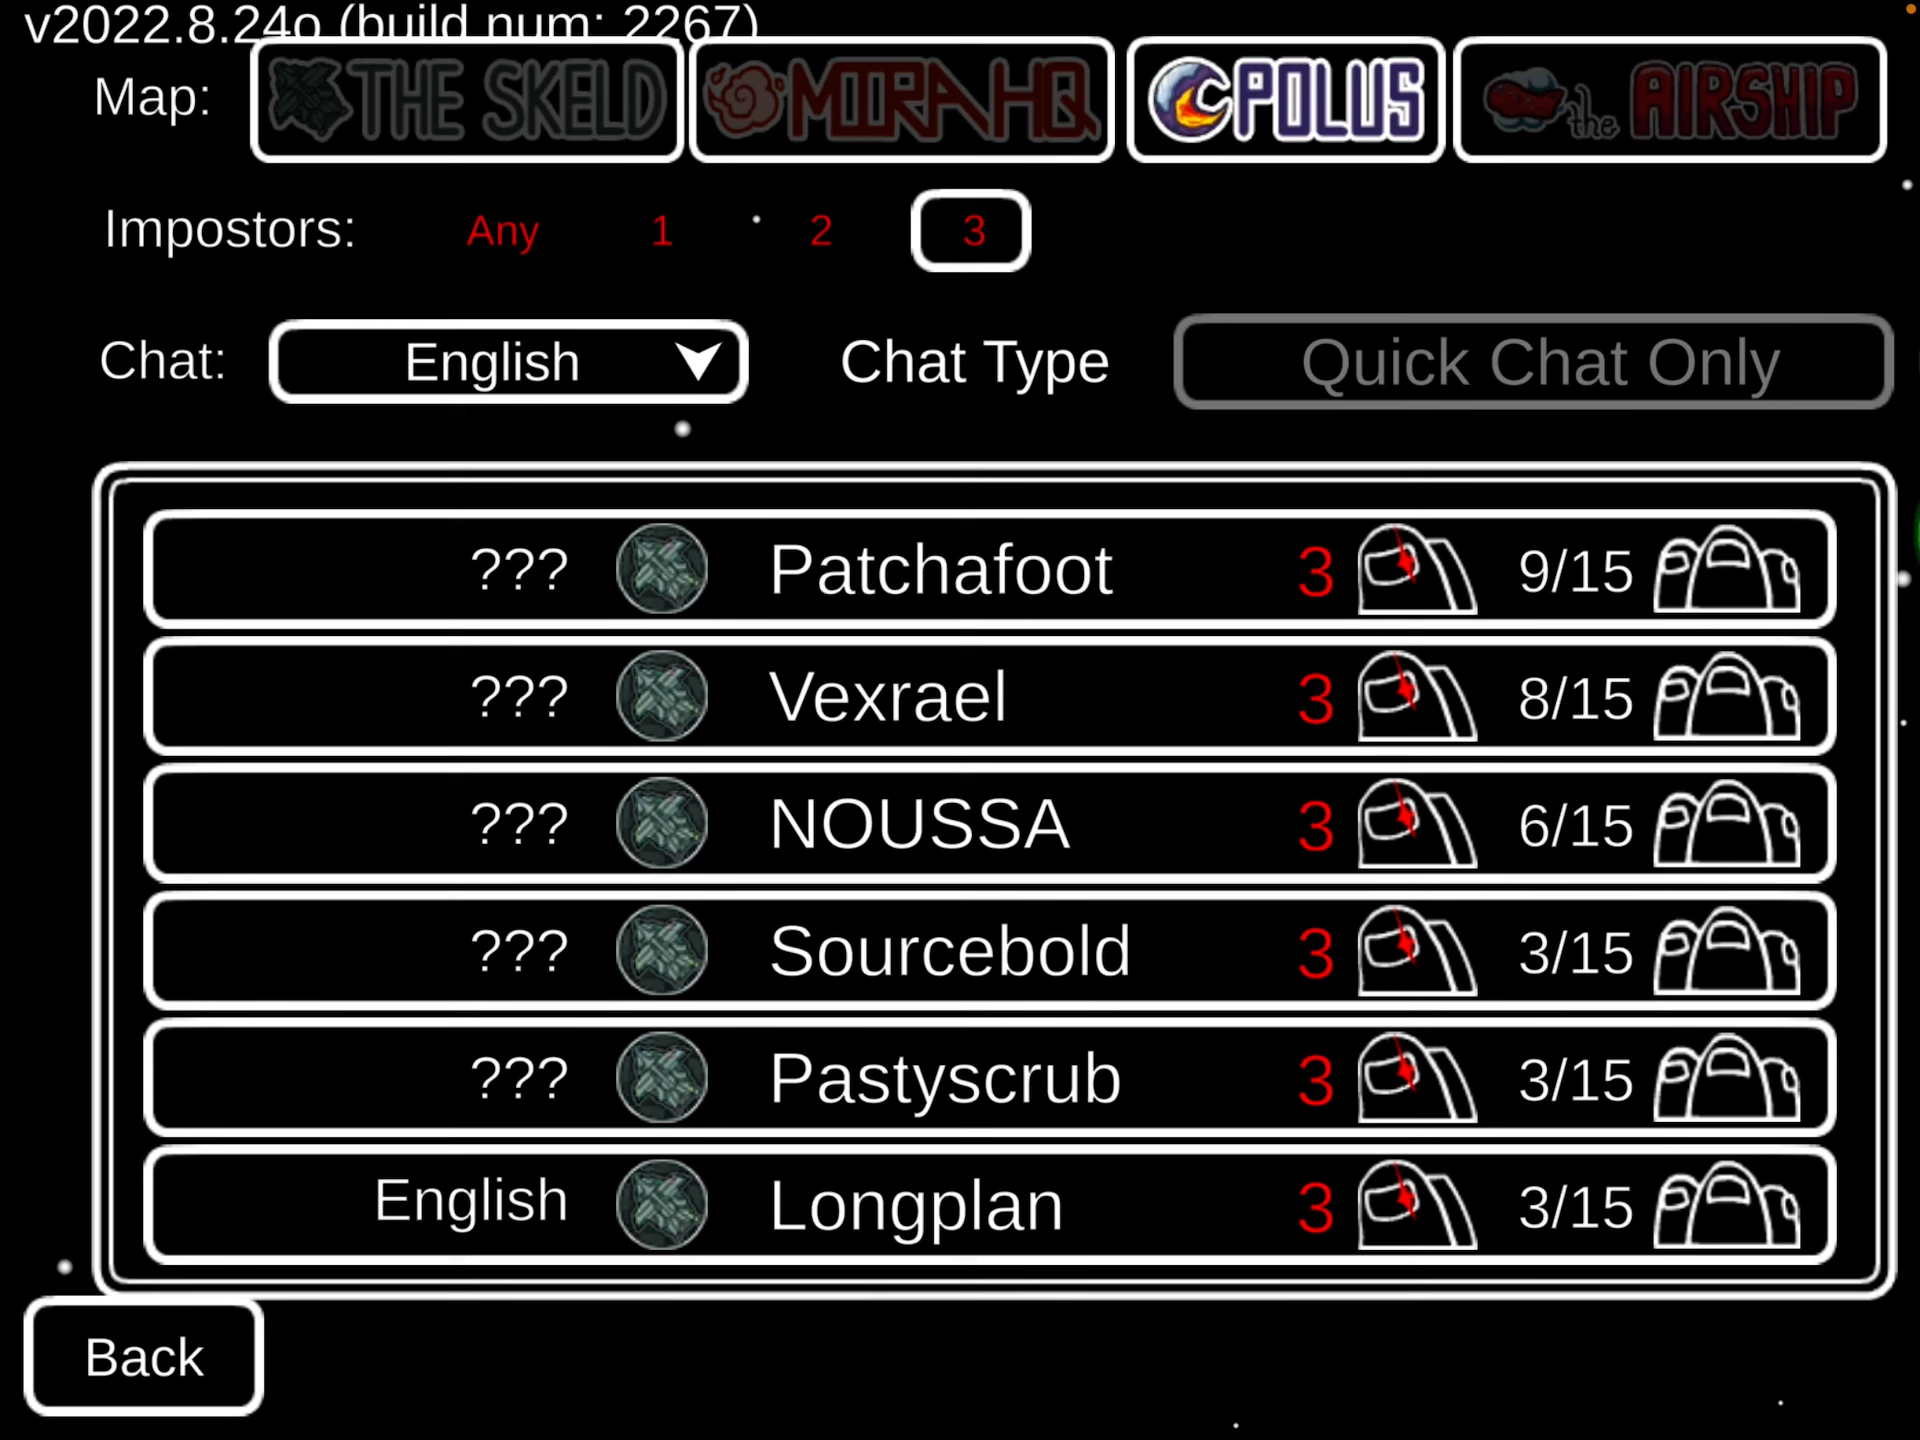 v2022.8.24o (build num: 2267)
Map: THE SKELD MIRA HQ POLUS the AIRSHIP
Impostors: Any 1 2 3
Chat: English Chat Type Quick Chat Only
??? Patchafoot 3 9/15
??? Vexrael 3 8/15
??? NOUSSA 3 6/15
??? Sourcebold 3 3/15
??? Pastyscrub 3 3/15
English Longplan 3 3/15
Back